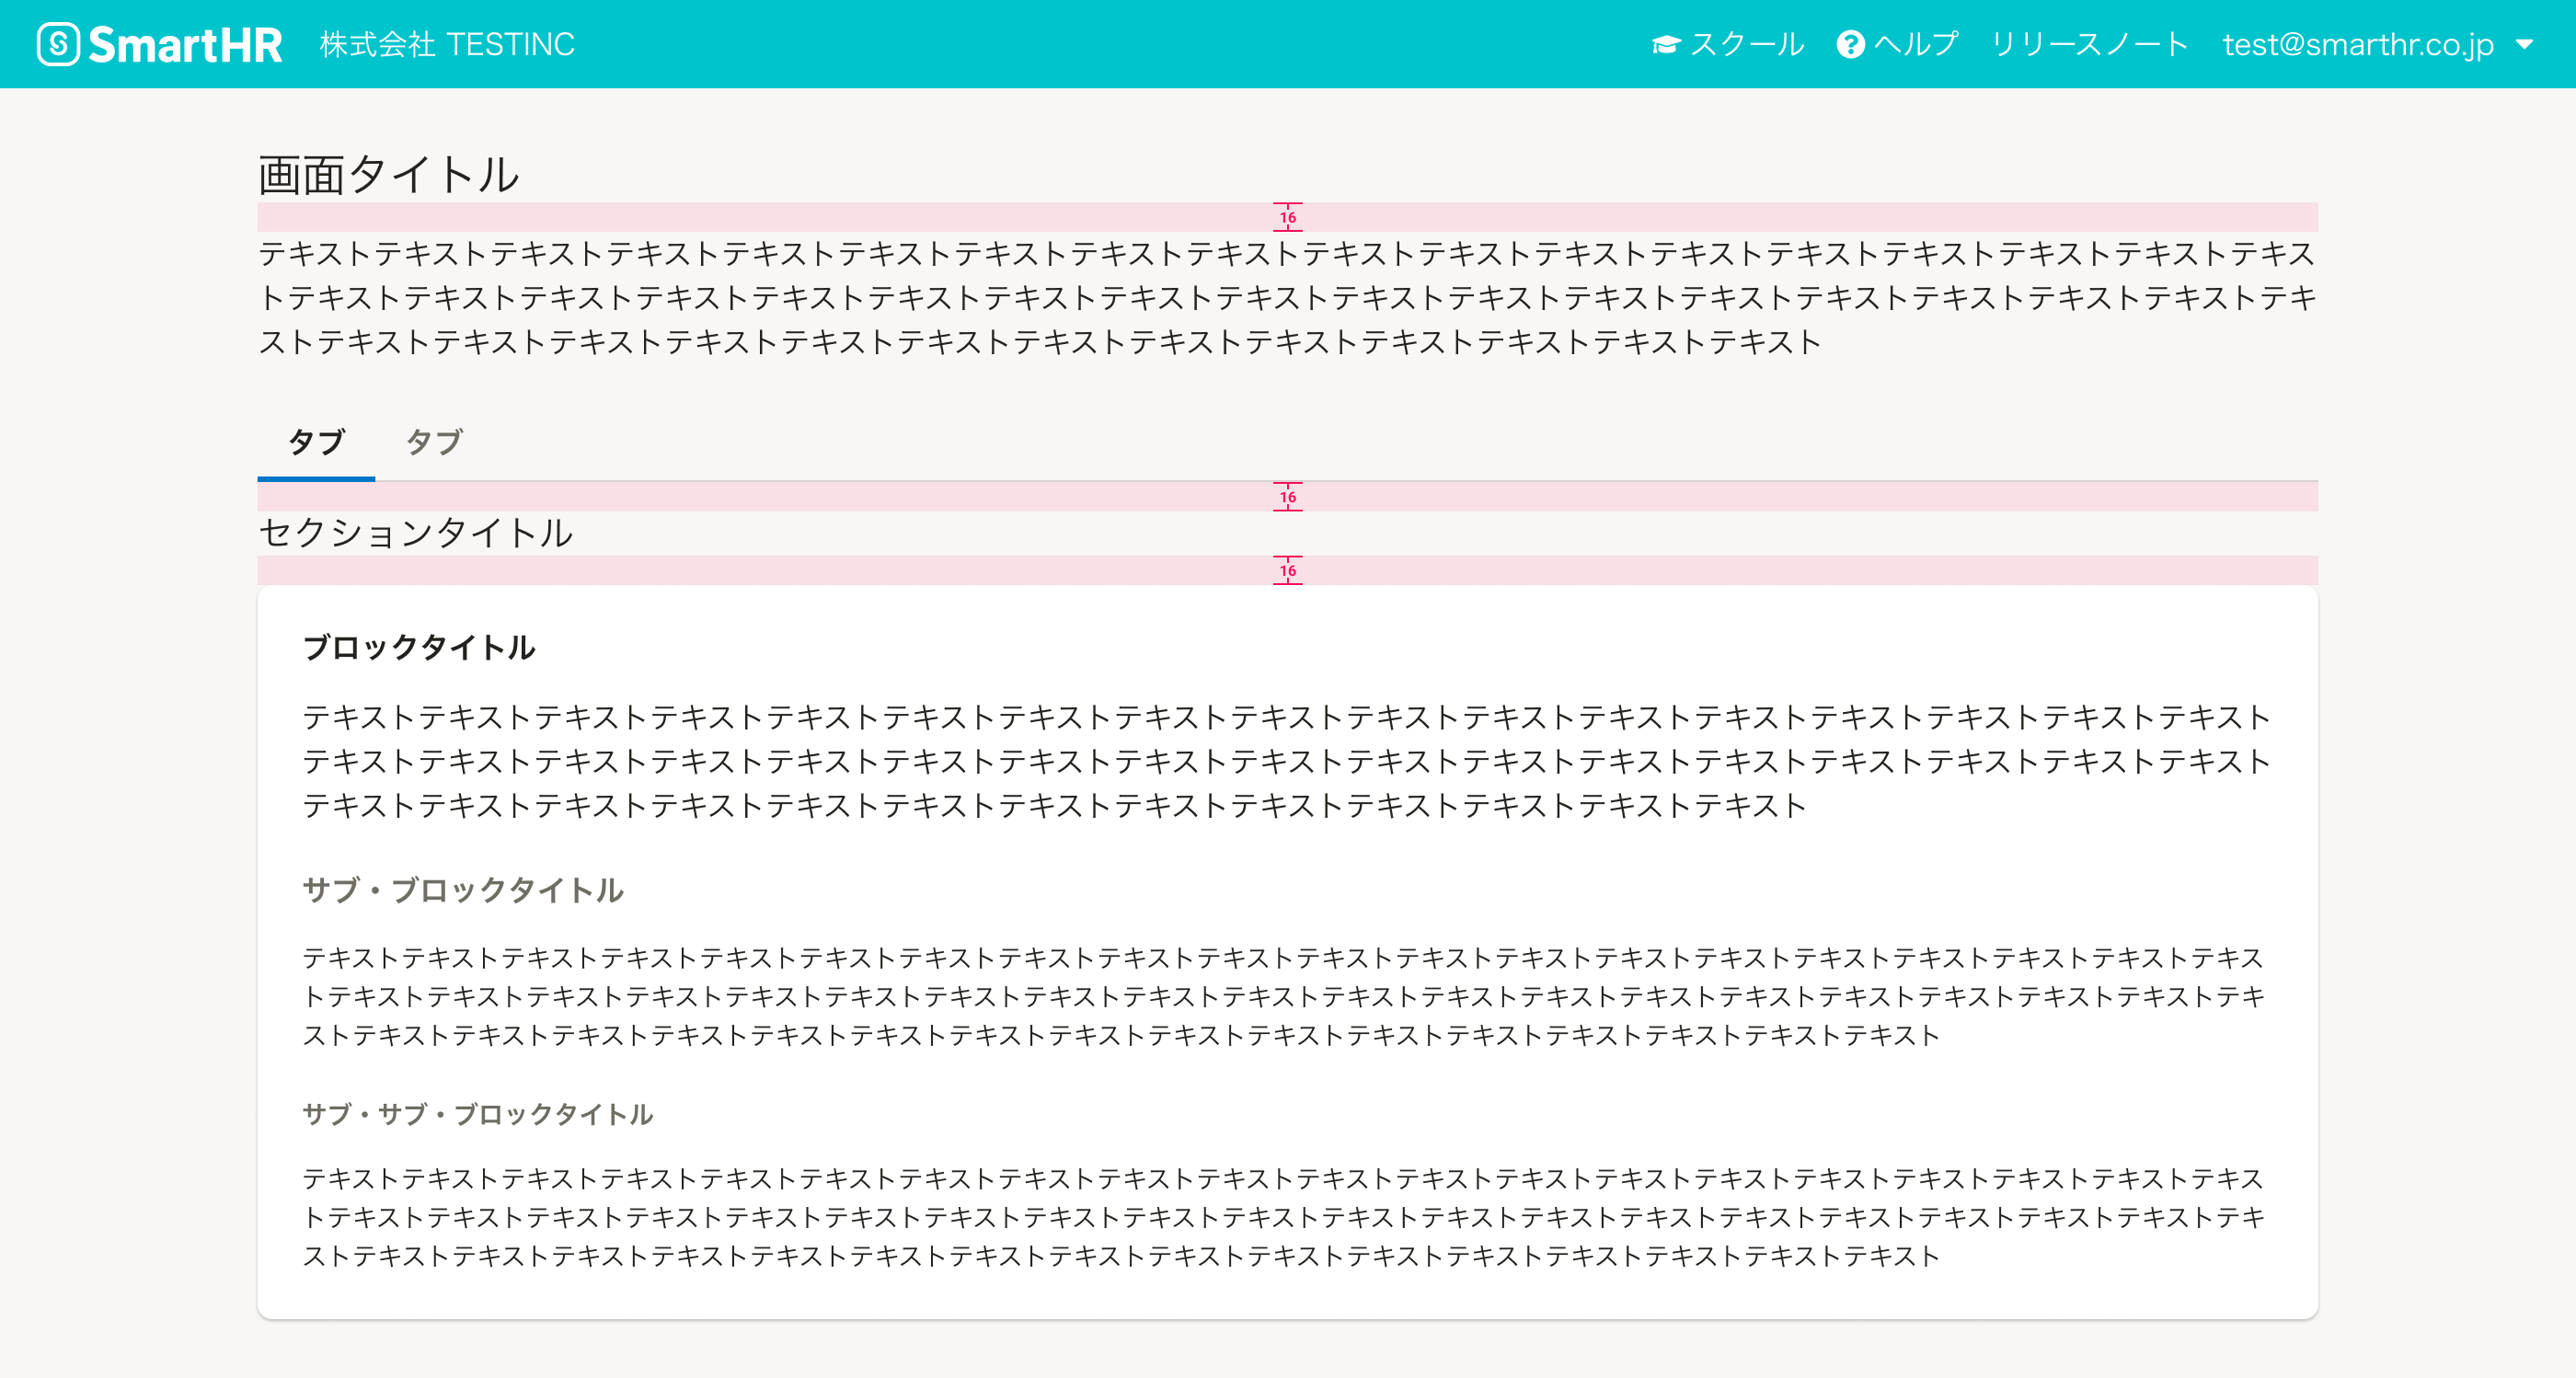 SmartHR 株式会社 TESTINC スクール ヘルプ リリースノート test@smarthr.co.jp
画面タイトル
16
テキストテキストテキストテキストテキストテキストテキストテキストテキストテキストテキストテキストテキストテキストテキストテキストテキストテキス
トテキストテキストテキストテキストテキストテキストテキストテキストテキストテキストテキストテキストテキストテキストテキストテキストテキストテキ
ストテキストテキストテキストテキストテキストテキストテキストテキストテキストテキストテキストテキストテキスト
タブ タブ
16
セクションタイトル
16
ブロックタイトル
テキストテキストテキストテキストテキストテキストテキストテキストテキストテキストテキストテキストテキストテキストテキストテキストテキスト
テキストテキストテキストテキストテキストテキストテキストテキストテキストテキストテキストテキストテキストテキストテキストテキストテキスト
テキストテキストテキストテキストテキストテキストテキストテキストテキストテキストテキストテキストテキスト
サブ・ブロックタイトル
テキストテキストテキストテキストテキストテキストテキストテキストテキストテキストテキストテキストテキストテキストテキストテキストテキストテキストテキストテキス
トテキストテキストテキストテキストテキストテキストテキストテキストテキストテキストテキストテキストテキストテキストテキストテキストテキストテキストテキストテキ
ストテキストテキストテキストテキストテキストテキストテキストテキストテキストテキストテキストテキストテキストテキストテキストテキスト
サブ・サブ・ブロックタイトル
テキストテキストテキストテキストテキストテキストテキストテキストテキストテキストテキストテキストテキストテキストテキストテキストテキストテキストテキストテキス
トテキストテキストテキストテキストテキストテキストテキストテキストテキストテキストテキストテキストテキストテキストテキストテキストテキストテキストテキストテキ
ストテキストテキストテキストテキストテキストテキストテキストテキストテキストテキストテキストテキストテキストテキストテキストテキスト